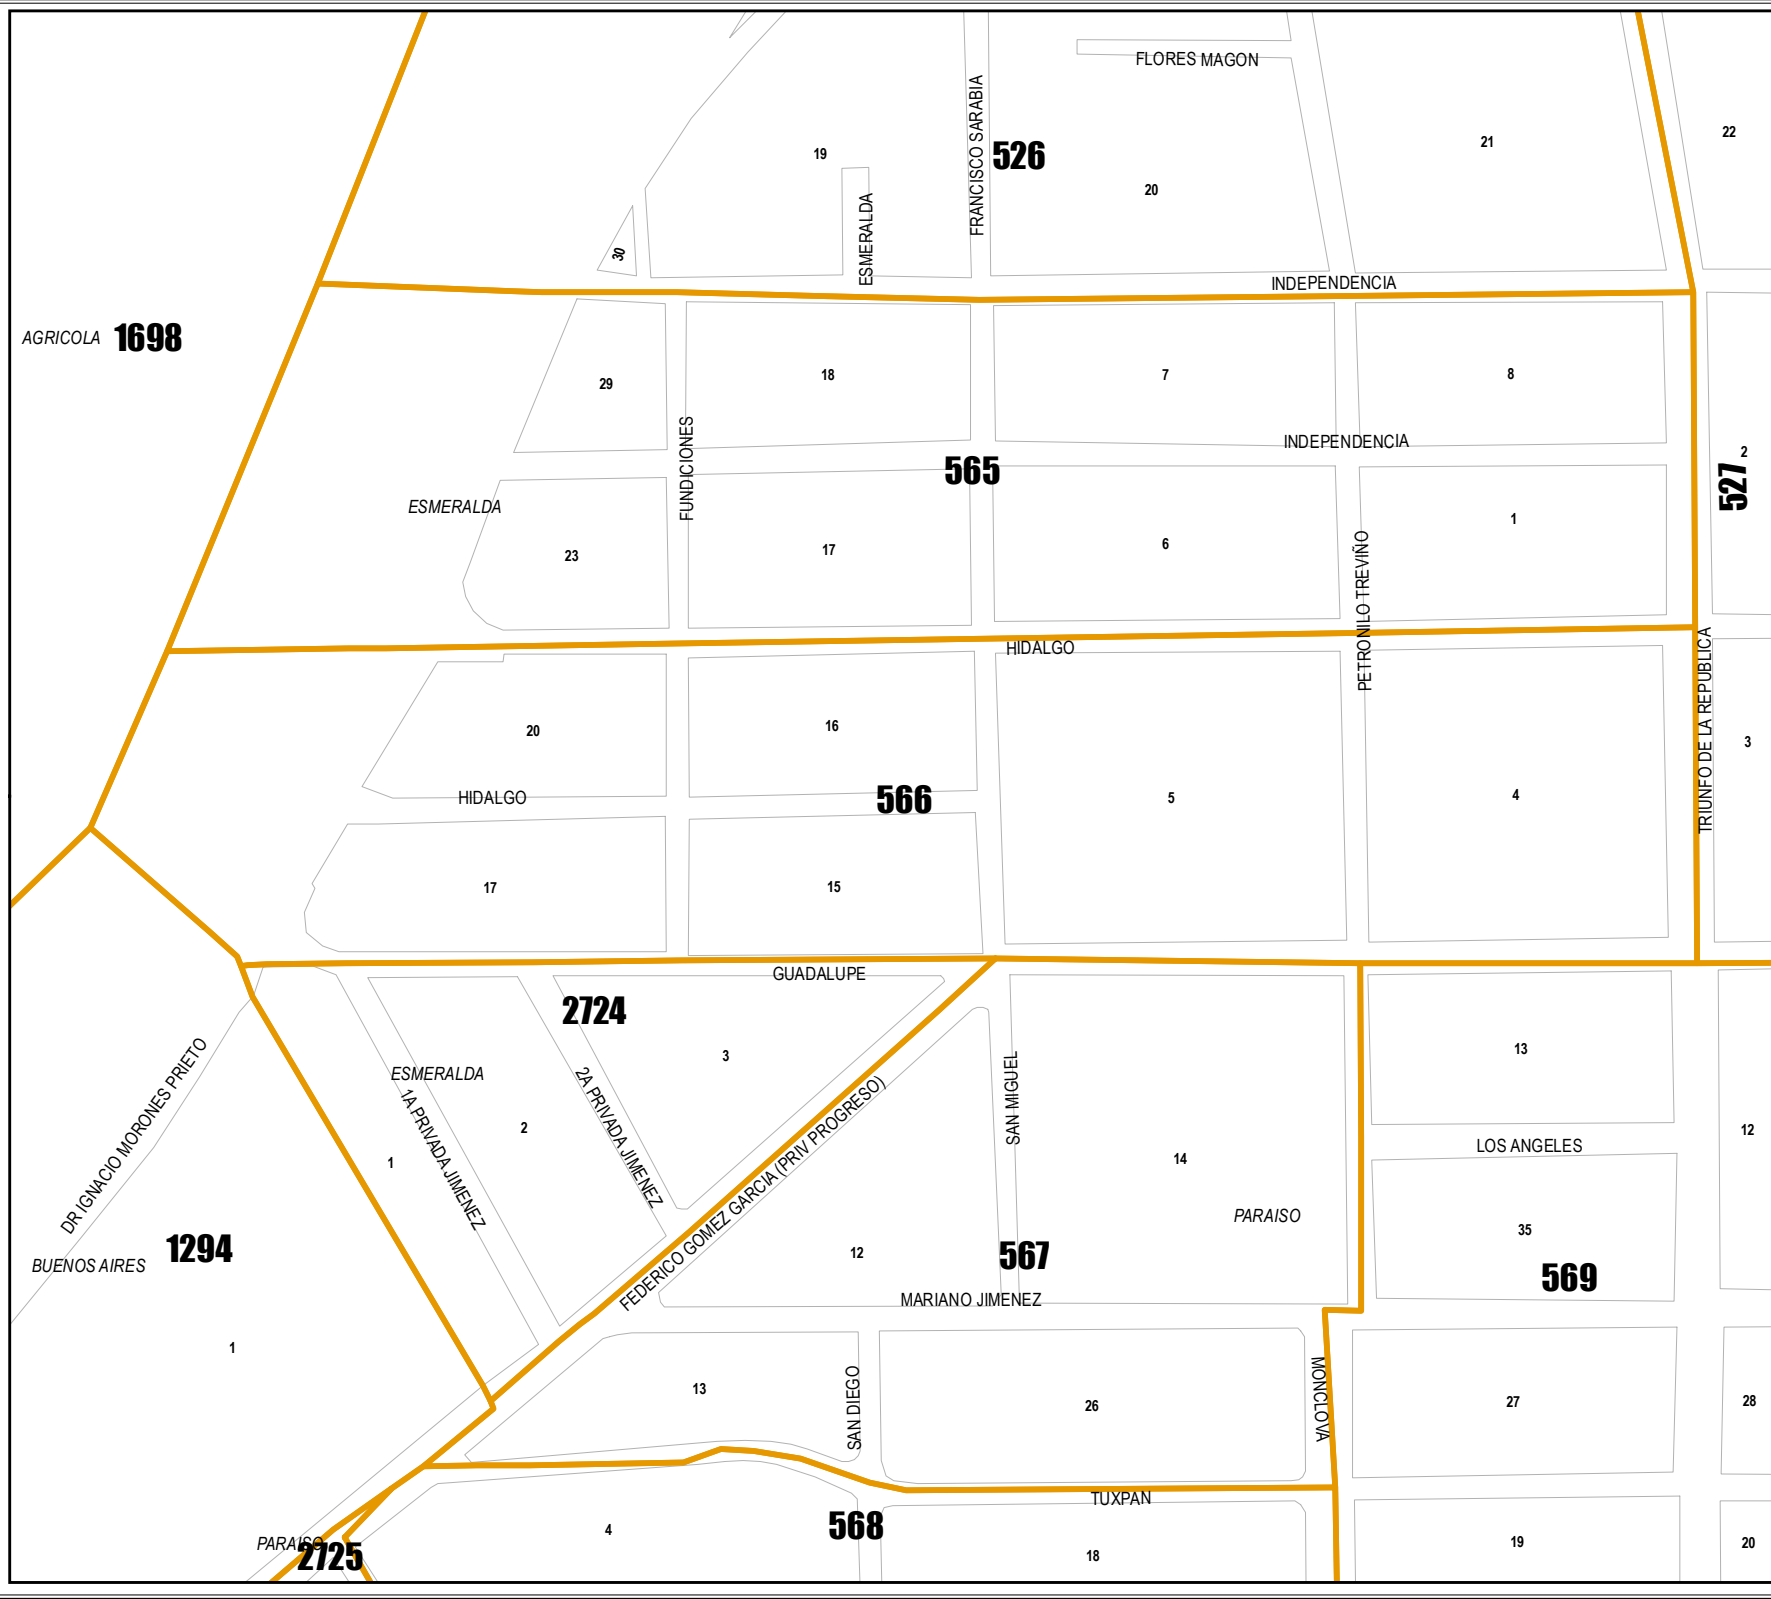 FLORES MAGON
22
21
19
FRANCISCO SARABIA
526
20
ESMERALDA
30
INDEPENDENCIA
AGRICOLA
1698
29
18
7
8
FUNDICIONES
INDEPENDENCIA
565
2
527
ESMERALDA
23
17
6
1
PETRONILO TREVIÑO
HIDALGO
TRIUNFO DE LA REPUBLICA
20
16
3
HIDALGO
566
5
4
17
15
GUADALUPE
2724
3
13
ESMERALDA
DR IGNACIO MORONES PRIETO
1A PRIVADA JIMENEZ
2A PRIVADA JIMENEZ
FEDERICO GOMEZ GARCIA (PRIV PROGRESO)
SAN MIGUEL
2
1
14
LOS ANGELES
12
PARAISO
35
1294
BUENOS AIRES
12
567
569
MARIANO JIMENEZ
1
13
SAN DIEGO
26
MONCLOVA
27
28
TUXPAN
PARAISO
2725
4
568
18
19
20